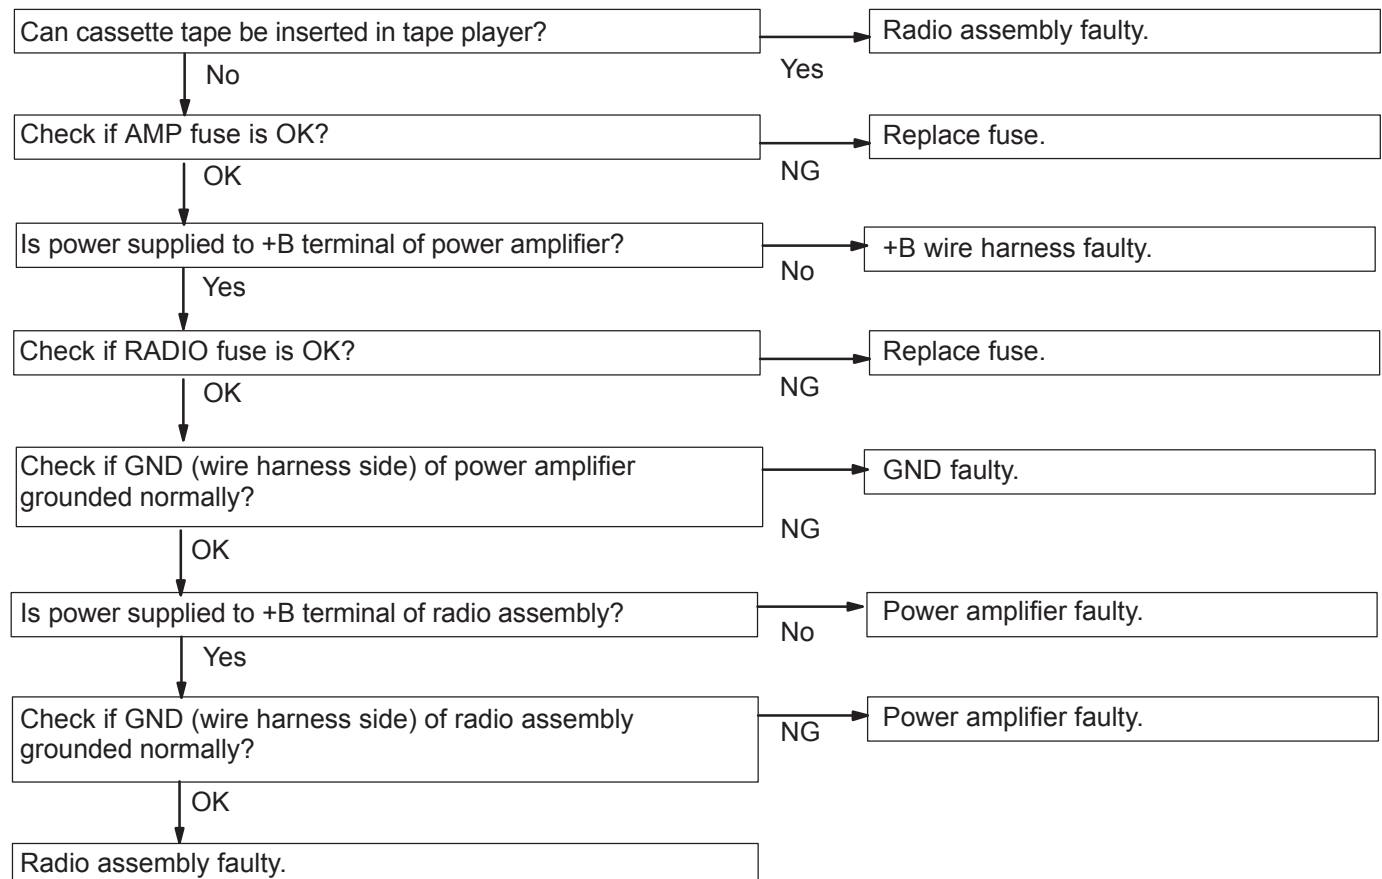 Can cassette tape be inserted in tape player?
Radio assembly faulty.
Yes
No
Check if AMP fuse is OK?
Replace fuse.
NG
OK
Is power supplied to +B terminal of power amplifier?
+B wire harness faulty.
No
Yes
Check if RADIO fuse is OK?
Replace fuse.
NG
OK
Check if GND (wire harness side) of power amplifier
grounded normally?
GND faulty.
NG
OK
Is power supplied to +B terminal of radio assembly?
Power amplifier faulty.
No
Yes
Check if GND (wire harness side) of radio assembly
grounded normally?
Power amplifier faulty.
NG
OK
Radio assembly faulty.